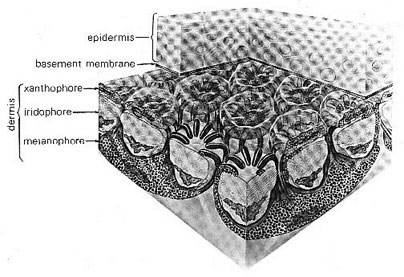 epidermis
basement membrane
xanthophore
iridophore
melanophore
dermis